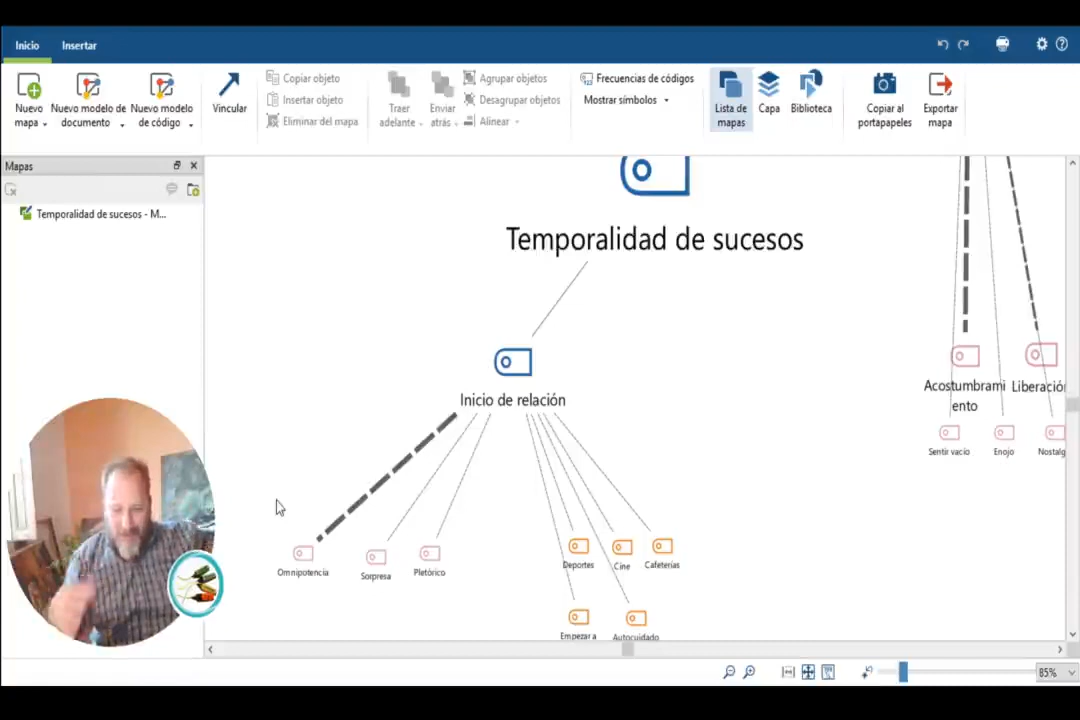 Inicio Insertar
Nuevo mapa
Nuevo modelo de documento
Nuevo modelo de código
Vincular
Copiar objeto
Insertar objeto
Eliminar del mapa
Traer adelante
Enviar atrás
Agrupar objetos
Desagrupar objetos
Alinear
Frecuencias de códigos
Mostrar símbolos
Lista de mapas
Capa
Biblioteca
Copiar al portapapeles
Exportar mapa
Mapas
Temporalidad de sucesos - M...
Temporalidad de sucesos
Inicio de relación
Acostumbrami
ento
Liberación
Sentir vacio Enojo Nostalg
Omnipotencia Sorpresa Pletórico
Deportes Cine Cafeterías
Empezar a Autocuidado
85%